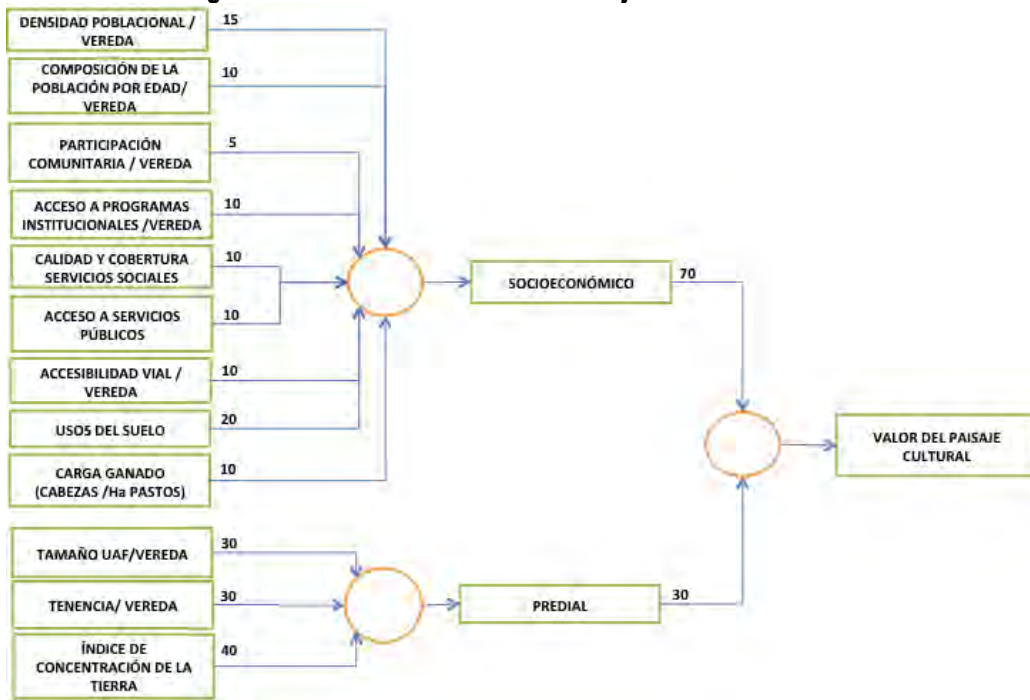 DENSIDAD POBLACIONAL /
VEREDA
15
COMPOSICIÓN DE LA
POBLACIÓN POR EDAD/
VEREDA
10
PARTICIPACIÓN
COMUNITARIA / VEREDA
5
ACCESO A PROGRAMAS
INSTITUCIONALES /VEREDA
10
CALIDAD Y COBERTURA
SERVICIOS SOCIALES
10
ACCESO A SERVICIOS
PÚBLICOS
10
ACCESIBILIDAD VIAL /
VEREDA
10
USOS DEL SUELO
20
CARGA GANADO
(CABEZAS /Ha PASTOS)
10
SOCIOECONÓMICO
70
TAMAÑO UAF/VEREDA
30
TENENCIA/ VEREDA
30
ÍNDICE DE
CONCENTRACIÓN DE LA
TIERRA
40
PREDIAL
30
VALOR DEL PAISAJE
CULTURAL